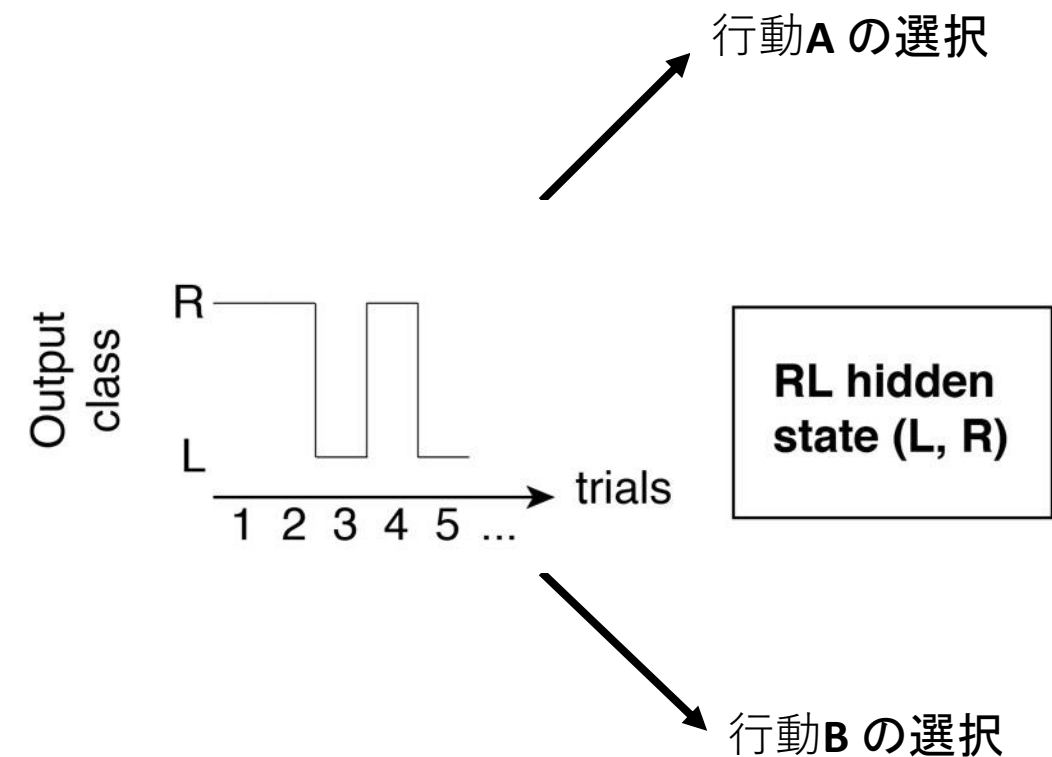 行動A の選択
Output
class
R
L
trials
1 2 3 4 5 ...
RL hidden
state (L, R)
行動B の選択